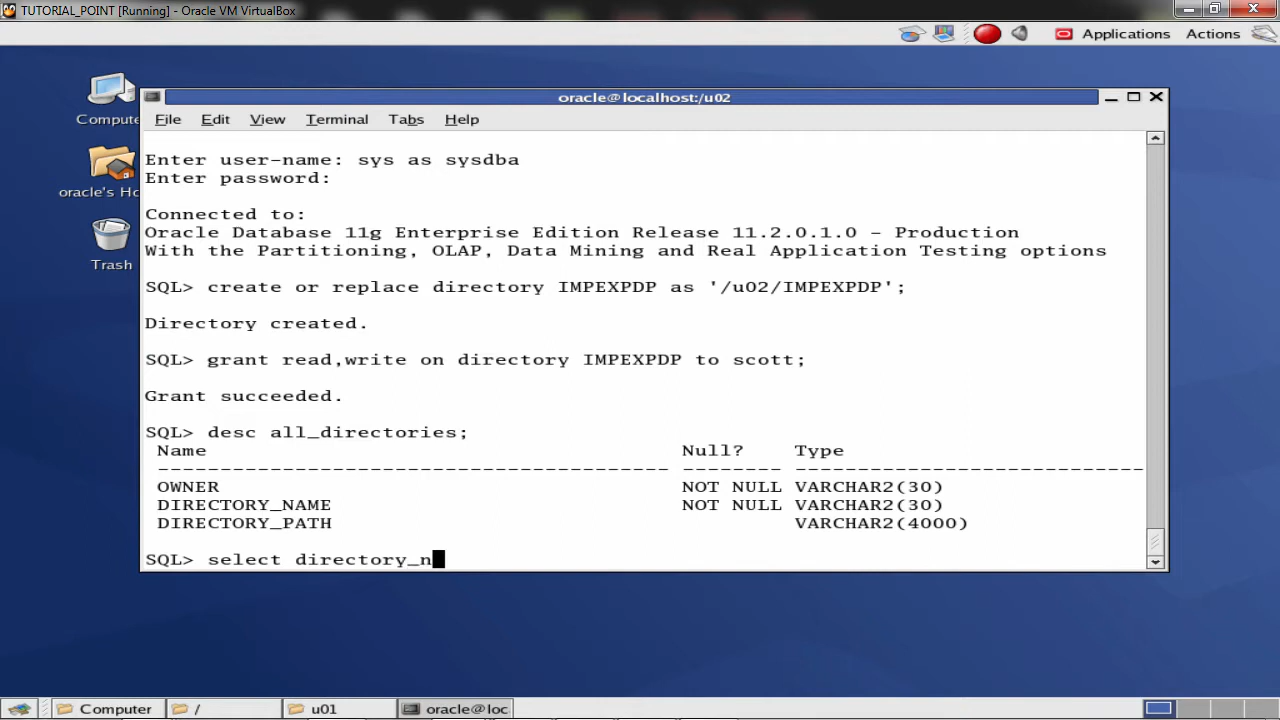 TUTORIAL_POINT [Running] - Oracle VM VirtualBox
Applications Actions
Compute
oracle's Ho
Trash
oracle@localhost:/u02
File Edit View Terminal Tabs Help
Enter user-name: sys as sysdba
Enter password:
Connected to:
Oracle Database 11g Enterprise Edition Release 11.2.0.1.0 - Production
With the Partitioning, OLAP, Data Mining and Real Application Testing options
SQL> create or replace directory IMPEXPDP as '/u02/IMPEXPDP';
Directory created.
SQL> grant read,write on directory IMPEXPDP to scott;
Grant succeeded.
SQL> desc all_directories;
Name Null? Type
----------------------------------------- -------- ----------------------------
OWNER NOT NULL VARCHAR2(30)
DIRECTORY_NAME NOT NULL VARCHAR2(30)
DIRECTORY_PATH VARCHAR2(4000)
SQL> select directory_n
Computer / u01 oracle@loc